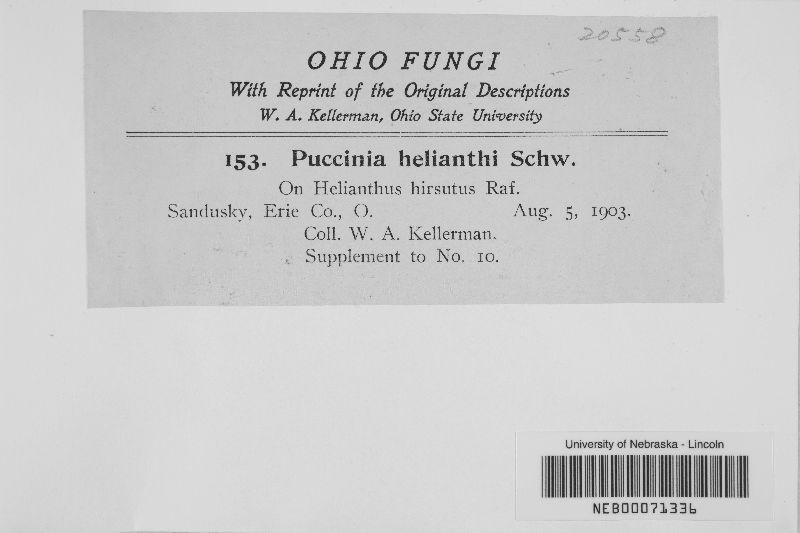 20558
OHIO FUNGI
With Reprint of the Original Descriptions
W. A. Kellerman, Ohio State University
153. Puccinia helianthi Schw.
On Helianthus hirsutus Raf.
Sandusky, Erie Co., O. Aug. 5, 1903.
Coll. W. A. Kellerman.
Supplement to No. 10.
University of Nebraska - Lincoln
NEB00071336